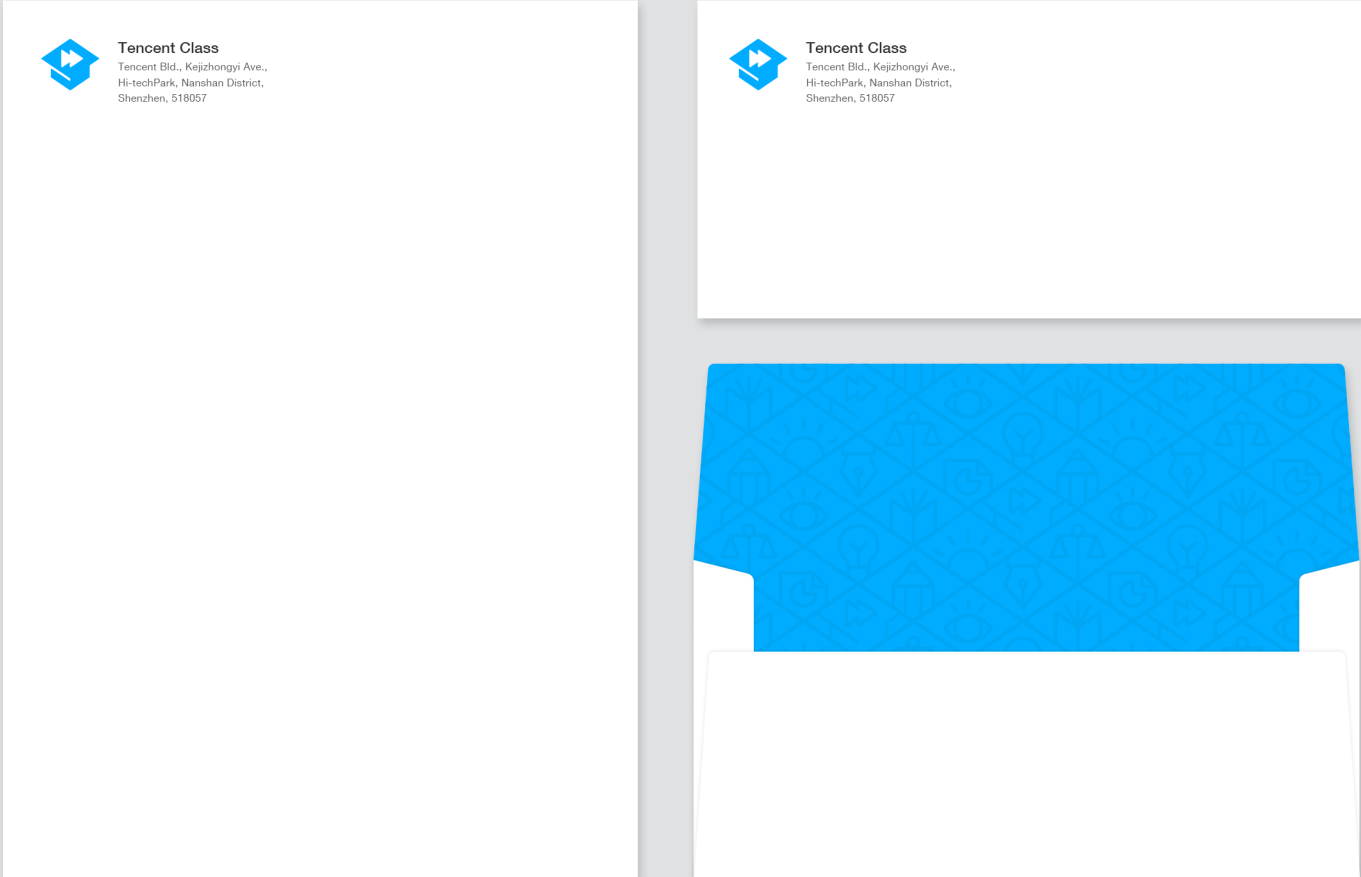 Tencent Class
Tencent Bld., Kejizhongyi Ave.,
Hi-techPark, Nanshan District,
Shenzhen, 518057
Tencent Class
Tencent Bld., Kejizhongyi Ave.,
Hi-techPark, Nanshan District,
Shenzhen, 518057